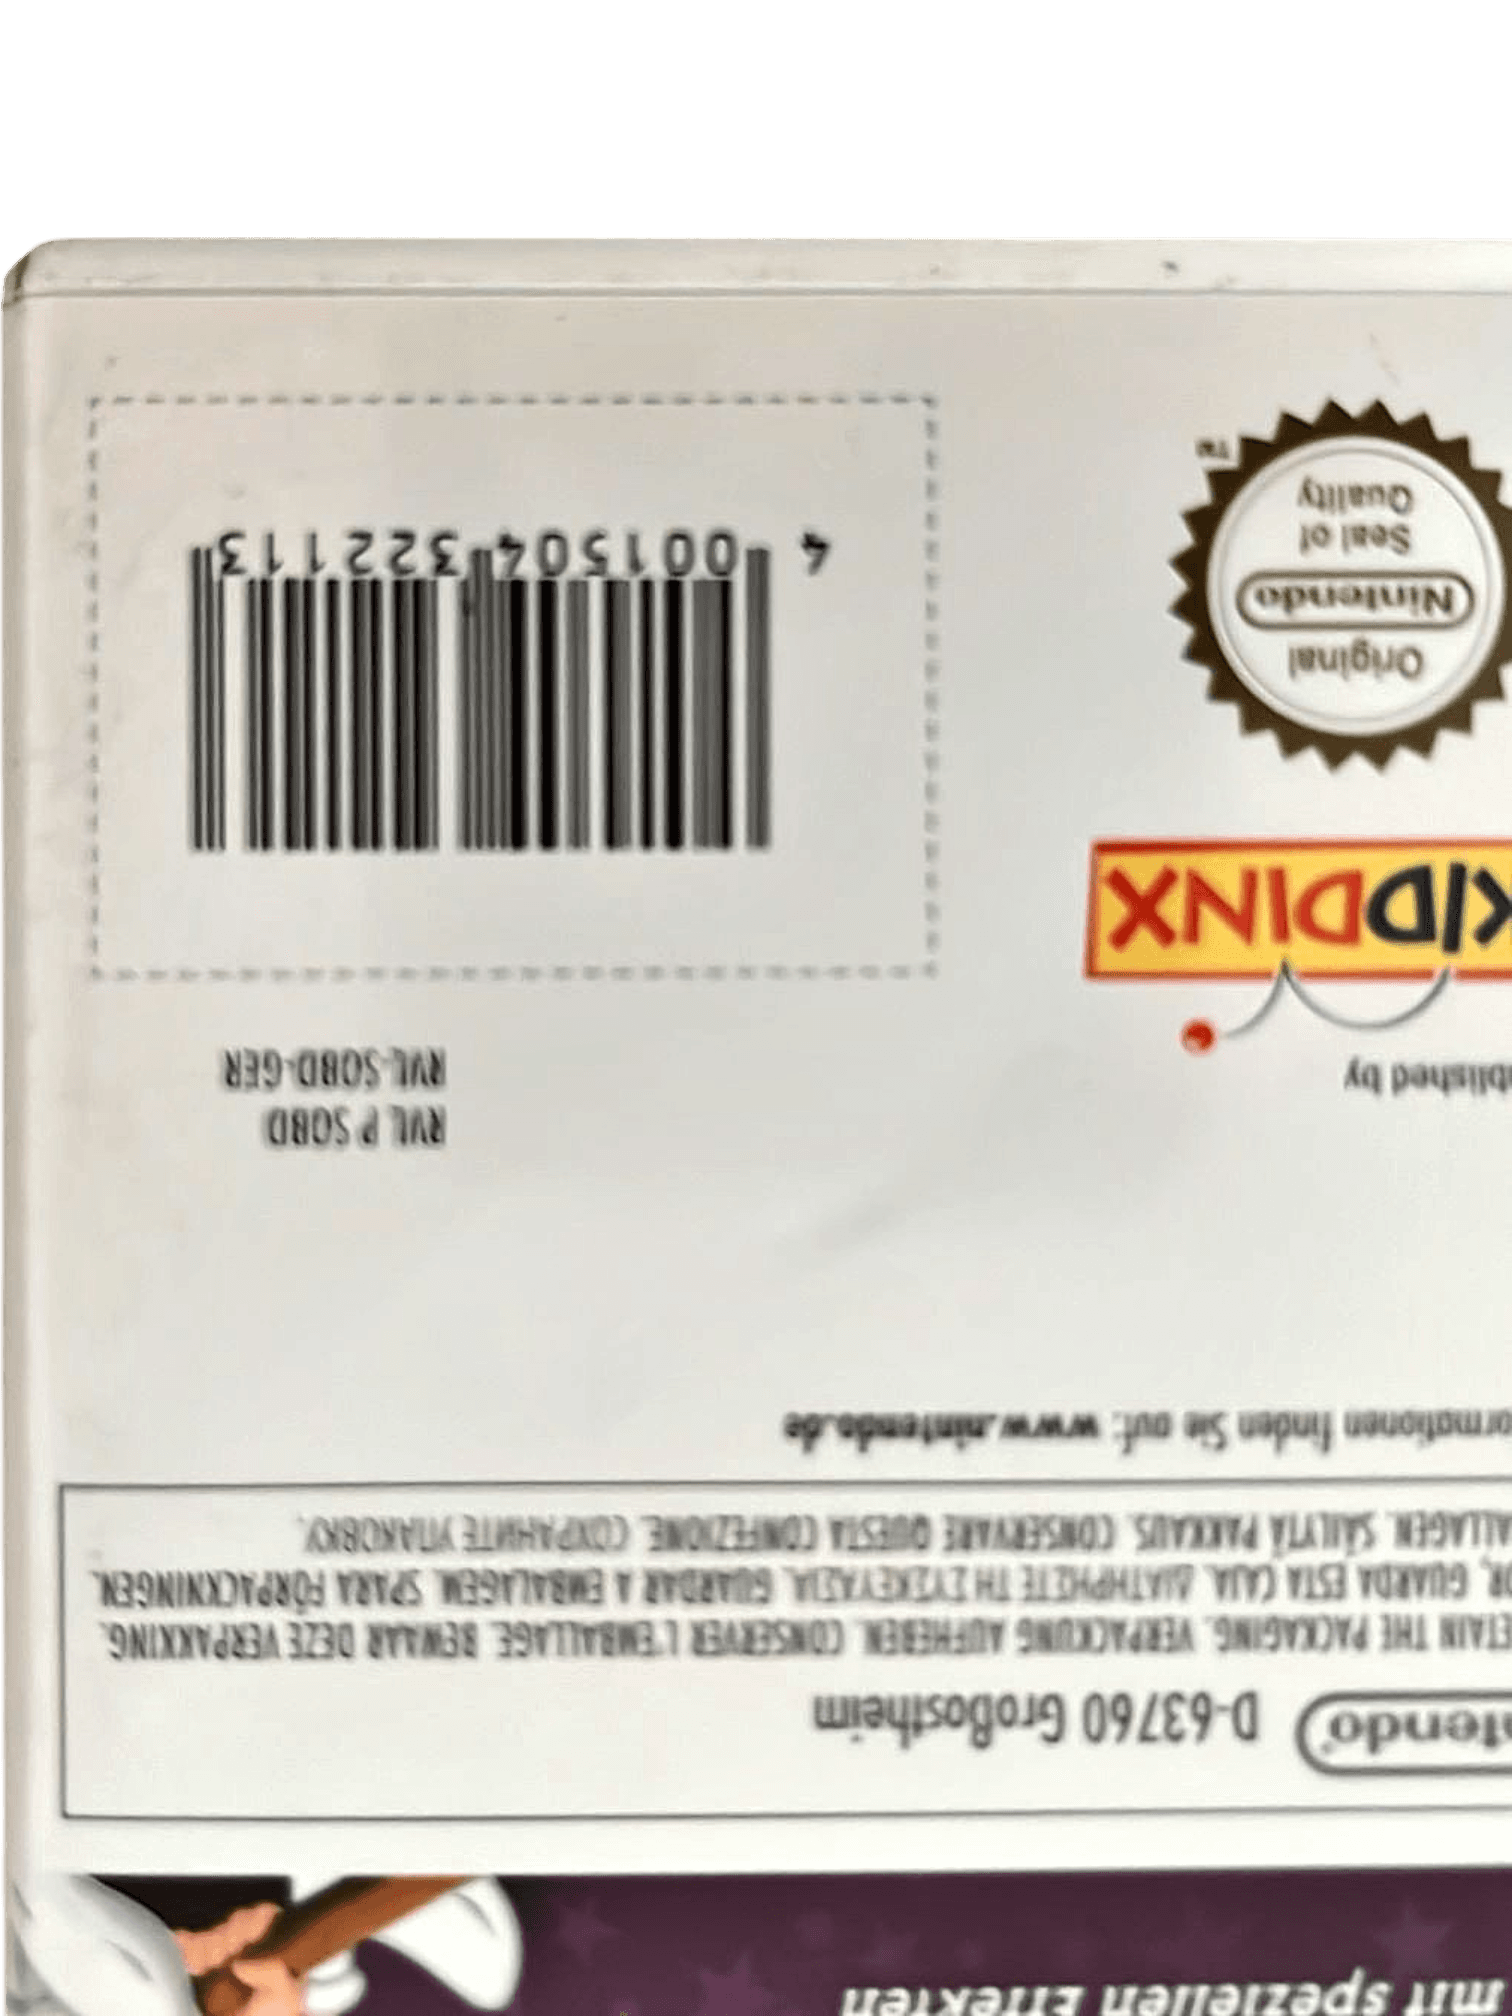 mit speziellen Effekten
ntendo® D-63760 Großostheim
ETAIN THE PACKAGING. VERPACKUNG AUFHEBEN. CONSERVER L'EMBALLAGE. BEWAAR DEZE VERPAKKING.
OR, GUARDA ESTA CAJA. ΔΙΑΤΗΡΗΣΤΕ ΤΗ ΣΥΣΚΕΥΑΣΙΑ. GUARDAR A EMBALAGEM. SPARA FÖRPACKNINGEN.
ALLAGEN. SÄILYTÄ PAKKAUS. CONSERVARE QUESTA CONFEZIONE. СОХРАНИТЕ УПАКОВКУ.
ormationen finden Sie auf: www.nintendo.de
RVL P SOBD
RVL-SOBD-GER
blished by
KIDDINX
Original
Nintendo
Seal of
Quality
TM
4 001504 322113